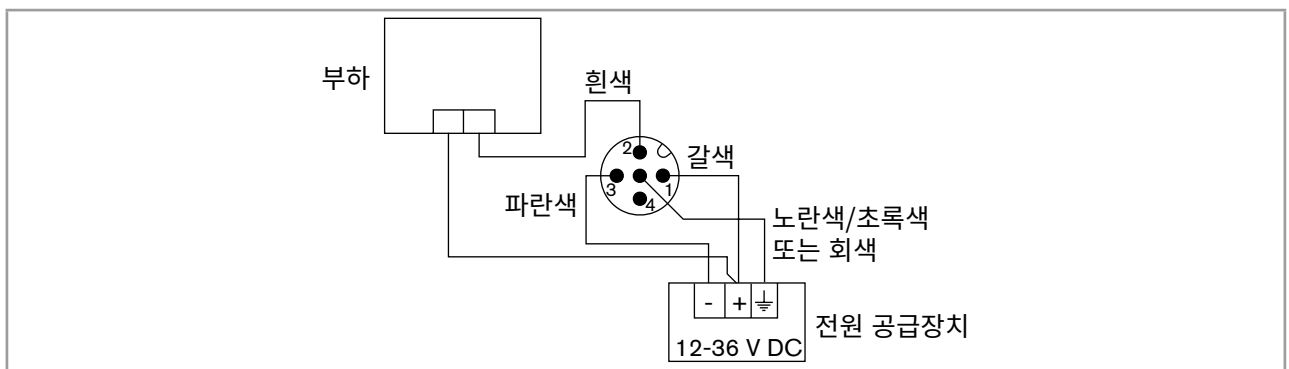 부하
흰색
2
갈색
3
1
파란색
4
노란색/초록색
또는 회색
- +
전원 공급장치
12-36 V DC